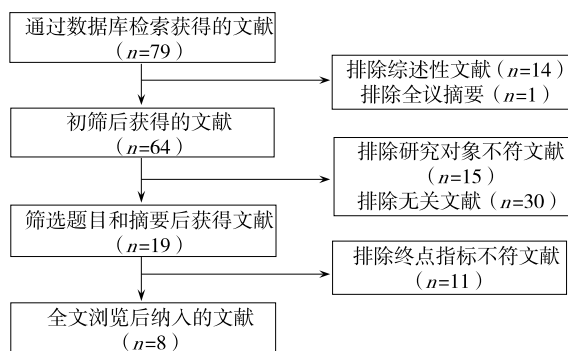 通过数据库检索获得的文献
(n=79)
排除综述性文献(n=14)
排除全议摘要(n=1)
初筛后获得的文献
(n=64)
排除研究对象不符文献
(n=15)
排除无关文献(n=30)
筛选题目和摘要后获得文献
(n=19)
排除终点指标不符文献
(n=11)
全文浏览后纳入的文献
(n=8)